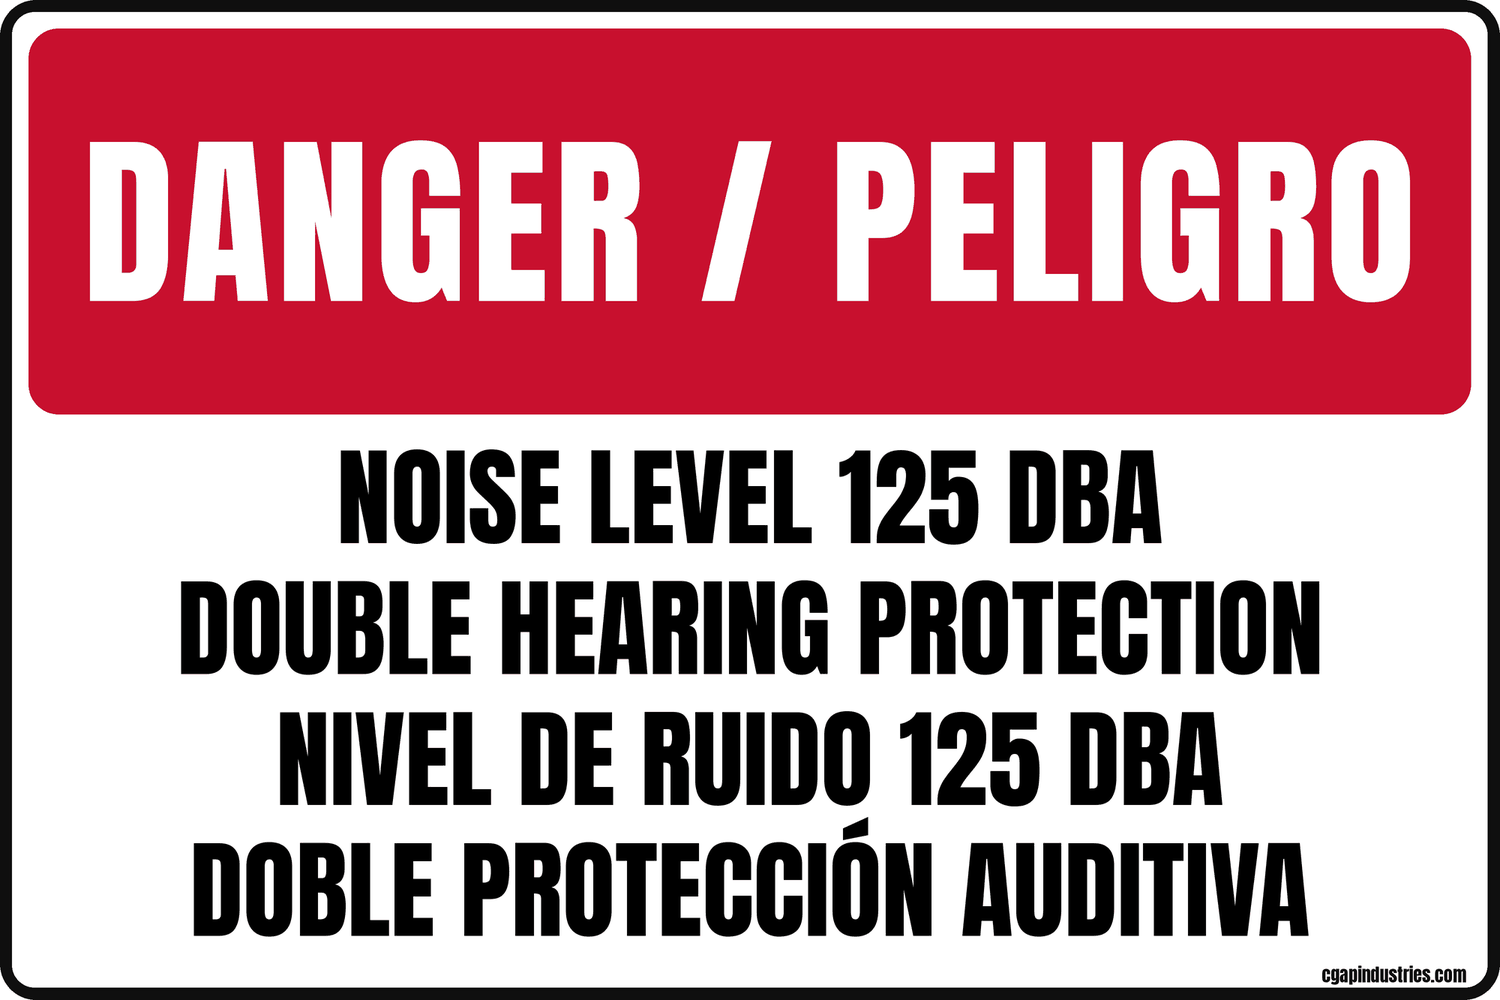 DANGER / PELIGRO
NOISE LEVEL 125 DBA
DOUBLE HEARING PROTECTION
NIVEL DE RUIDO 125 DBA
DOBLE PROTECCIÓN AUDITIVA
cgapindustries.com